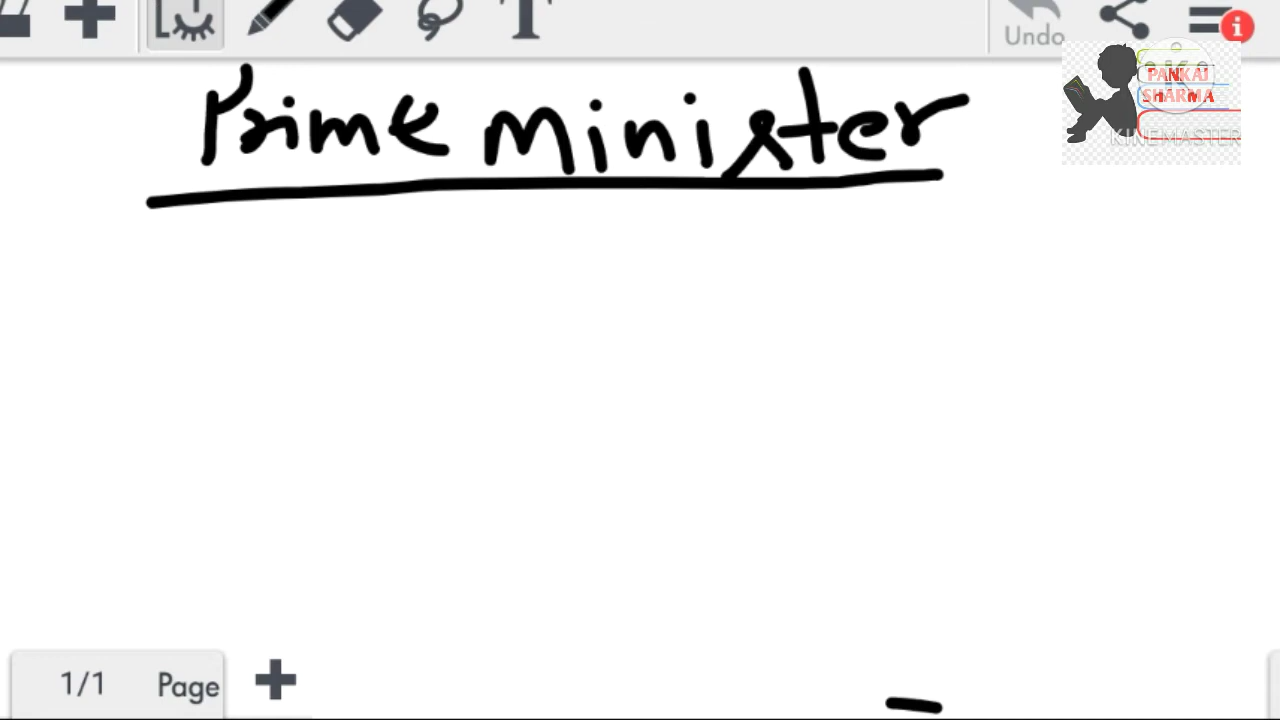 Undo
Prime Minister
PANKAJ
SHARMA
KINEMASTER
1/1 Page